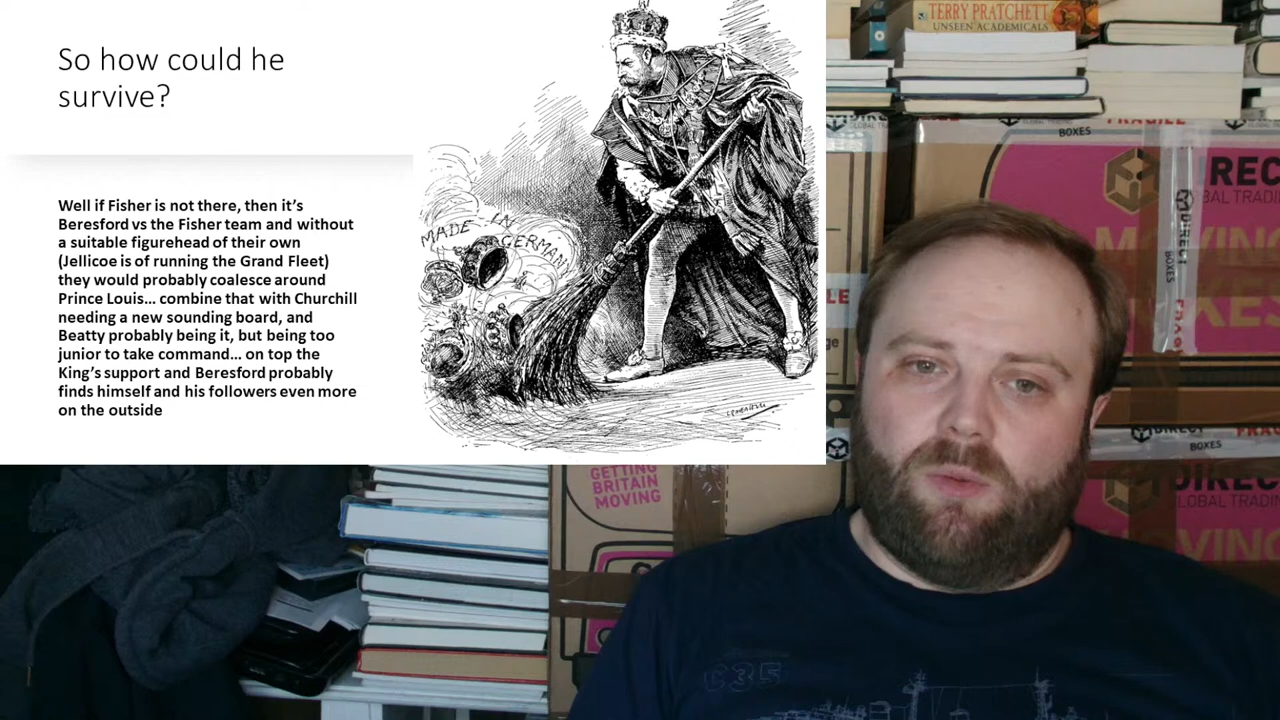 So how could he
survive?
Well if Fisher is not there, then it's
Beresford vs the Fisher team and without
a suitable figurehead of their own
(Jellicoe is of running the Grand Fleet)
they would probably coalesce around
Prince Louis... combine that with Churchill
needing a new sounding board, and
Beatty probably being it, but being too
junior to take command... on top the
King's support and Beresford probably
finds himself and his followers even more
on the outside
MADE IN
GERMANY
TERRY PRATCHETT
UNSEEN ACADEMICALS
FRAGILE
BOXES
DIRECT
BOXES
BOXES
GETTING
BRITAIN
MOVING
C35